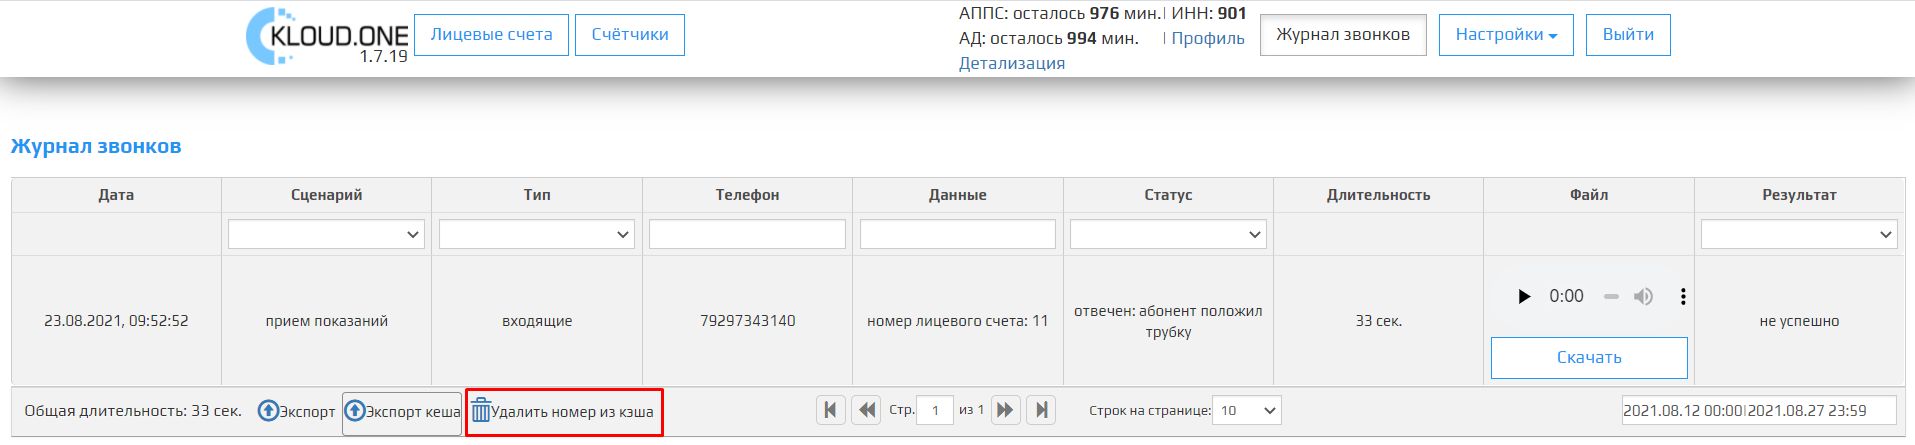 KLOUD.ONE
1.7.19
Лицевые счета
Счётчики
АППС: осталось 976 мин.| ИНН: 901
АД: осталось 994 мин. | Профиль
Детализация
Журнал звонков
Настройки
Выйти
Журнал звонков
Дата Сценарий Тип Телефон Данные Статус Длительность Файл Результат
23.08.2021, 09:52:52 прием показаний входящие 79297343140 номер лицевого счета: 11 отвечен: абонент положил
трубку
33 сек.
0:00
Скачать
не успешно
Общая длительность: 33 сек. Экспорт Экспорт кеша Удалить номер из кэша Стр. 1 из 1 Строк на странице: 10 2021.08.12 00:00|2021.08.27 23:59